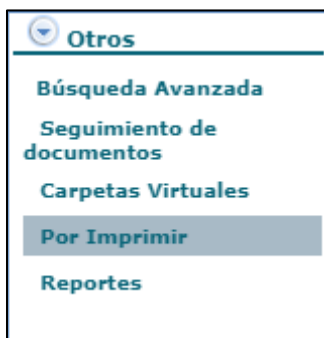 Otros
Búsqueda Avanzada
Seguimiento de
documentos
Carpetas Virtuales
Por Imprimir
Reportes